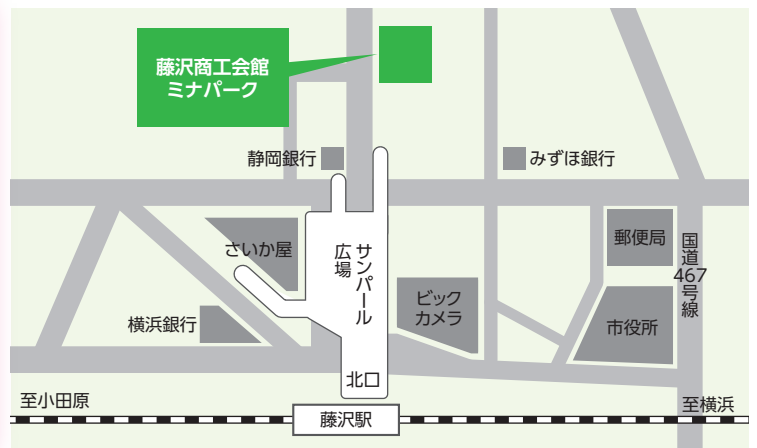 藤沢商工会館
ミナパーク
静岡銀行
みずほ銀行
さいか屋
サンパール
広場
郵便局
国道467号線
ビック
カメラ
横浜銀行
市役所
北口
至小田原
至横浜
藤沢駅